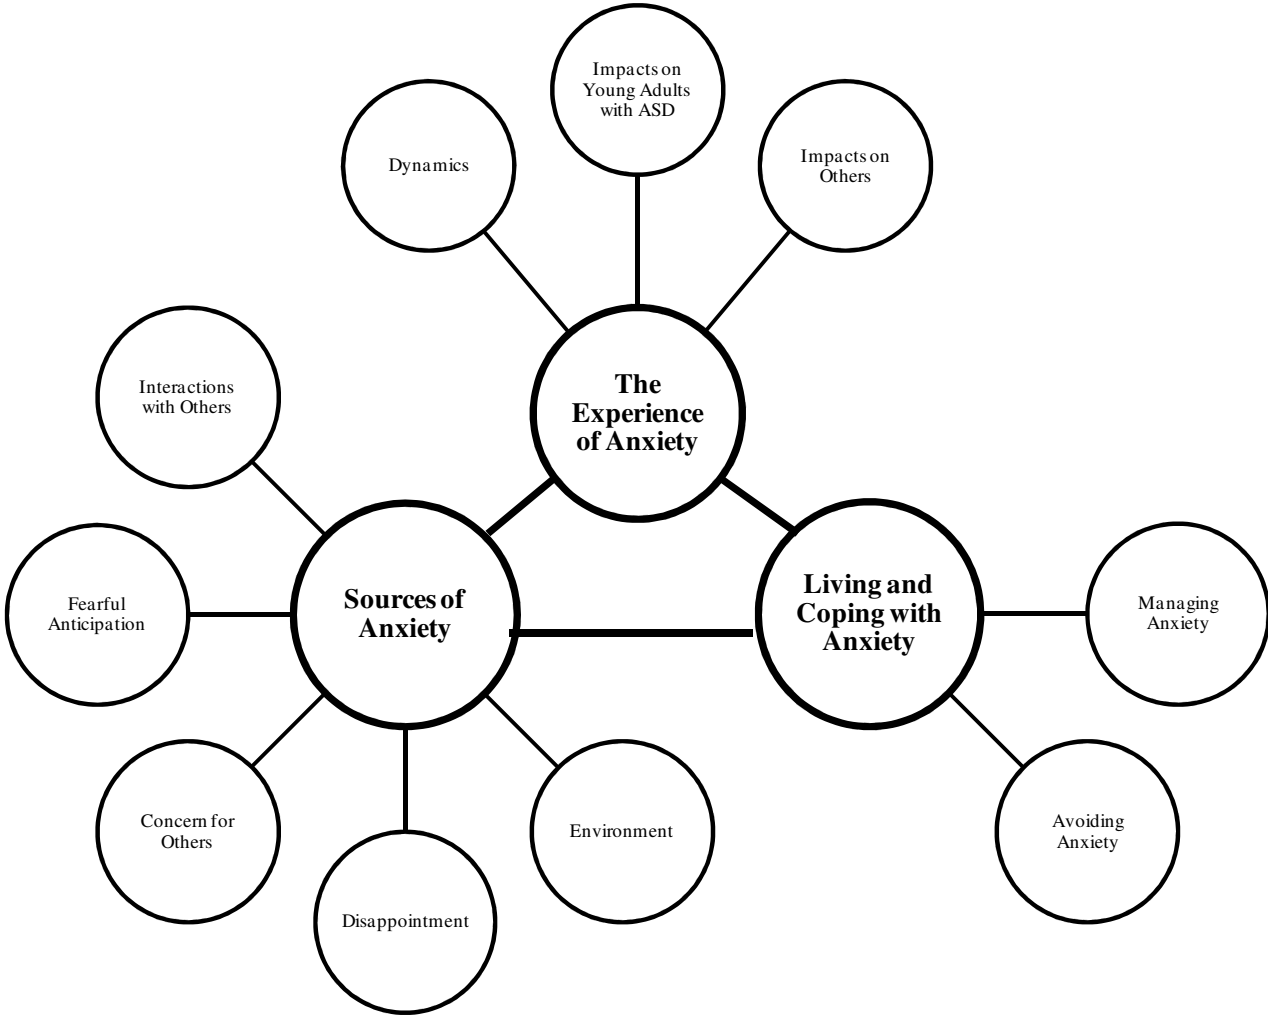 Impacts on
Young Adults
with ASD
Dynamics
Impacts on
Others
The
Experience
of Anxiety
Interactions
with Others
Fearful
Anticipation
Sources of
Anxiety
Living and
Coping with
Anxiety
Managing
Anxiety
Concern for
Others
Disappointment
Environment
Avoiding
Anxiety